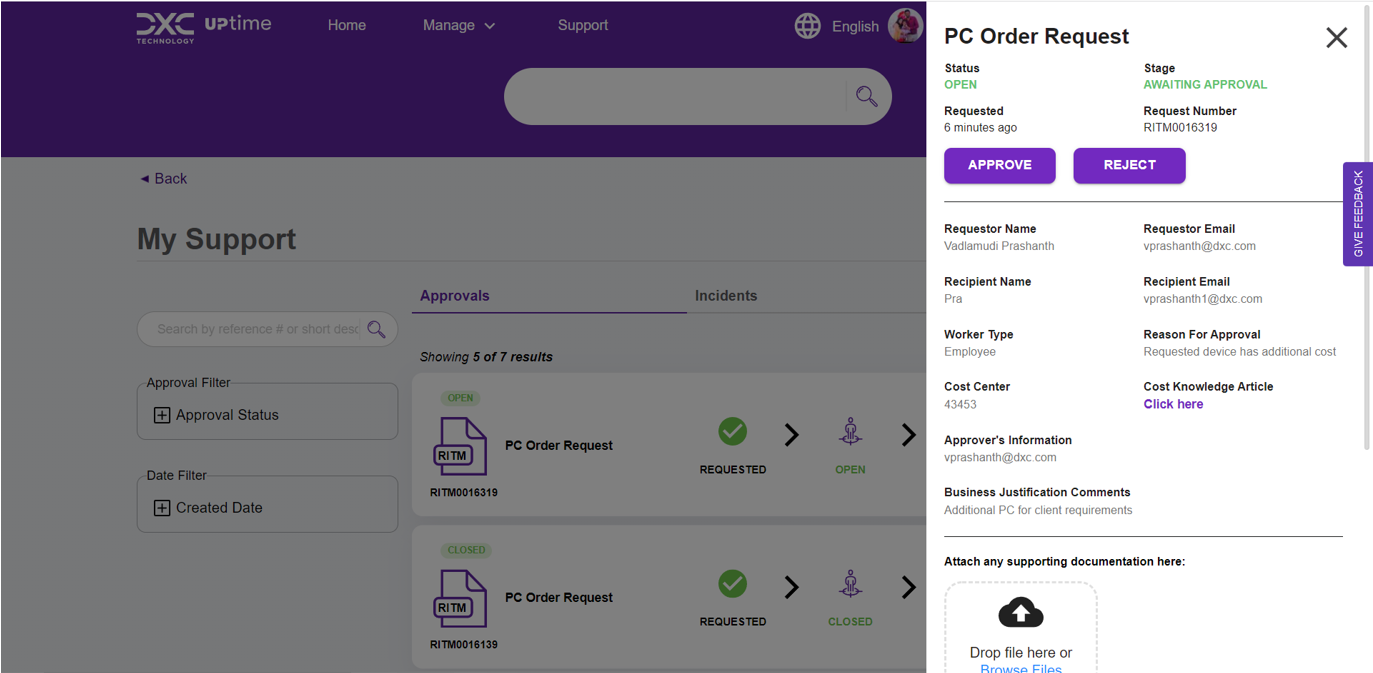 DXC
TECHNOLOGY
UPtime
Home
Manage
Support
English
Back
My Support
Search by reference # or short desc
Approval Filter
Approval Status
Date Filter
Created Date
Approvals
Incidents
Showing 5 of 7 results
OPEN
RITM
RITM0016319
PC Order Request
REQUESTED
OPEN
CLOSED
RITM
RITM0016139
PC Order Request
REQUESTED
CLOSED
PC Order Request
Status
OPEN
Stage
AWAITING APPROVAL
Requested
6 minutes ago
Request Number
RITM0016319
APPROVE
REJECT
GIVE FEEDBACK
Requestor Name
Vadlamudi Prashanth
Requestor Email
vprashanth@dxc.com
Recipient Name
Pra
Recipient Email
vprashanth1@dxc.com
Worker Type
Employee
Reason For Approval
Requested device has additional cost
Cost Center
43453
Cost Knowledge Article
Click here
Approver's Information
vprashanth@dxc.com
Business Justification Comments
Additional PC for client requirements
Attach any supporting documentation here:
Drop file here or
Browse Files